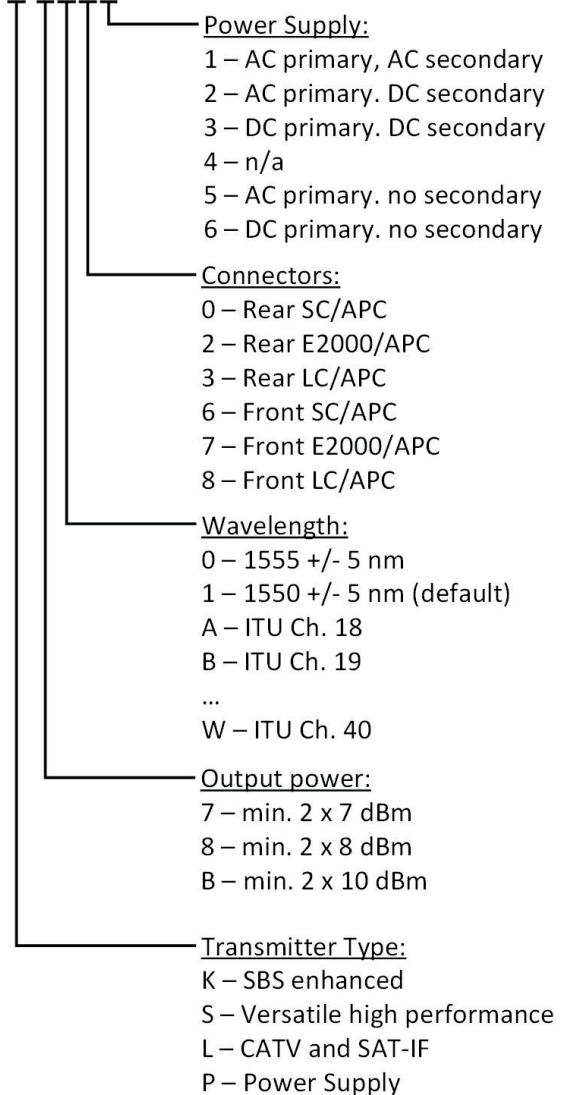 Power Supply:
1 – AC primary, AC secondary
2 – AC primary. DC secondary
3 – DC primary. DC secondary
4 – n/a
5 – AC primary. no secondary
6 – DC primary. no secondary
Connectors:
0 – Rear SC/APC
2 – Rear E2000/APC
3 – Rear LC/APC
6 – Front SC/APC
7 – Front E2000/APC
8 – Front LC/APC
Wavelength:
0 – 1555 +/- 5 nm
1 – 1550 +/- 5 nm (default)
A – ITU Ch. 18
B – ITU Ch. 19
...
W – ITU Ch. 40
Output power:
7 – min. 2 x 7 dBm
8 – min. 2 x 8 dBm
B – min. 2 x 10 dBm
Transmitter Type:
K – SBS enhanced
S – Versatile high performance
L – CATV and SAT-IF
P – Power Supply